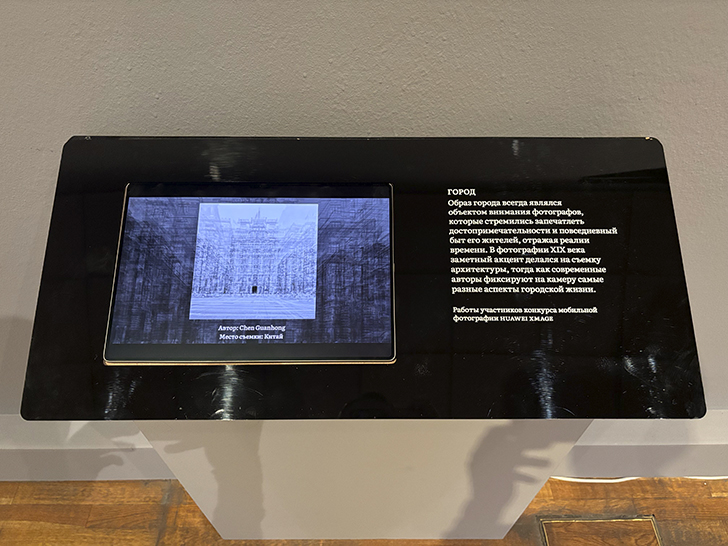 Автор: Chen Guanhong
Место съемки: Китай
ГОРОД
Образ города всегда являлся
объектом внимания фотографов,
которые стремились запечатлеть
достопримечательности и повседневный
быт его жителей, отражая реалии
времени. В фотографии XIX века
заметный акцент делался на съемку
архитектуры, тогда как современные
авторы фиксируют на камеру самые
разные аспекты городской жизни.
Работы участников конкурса мобильной
фотографии HUAWEI XMAGE